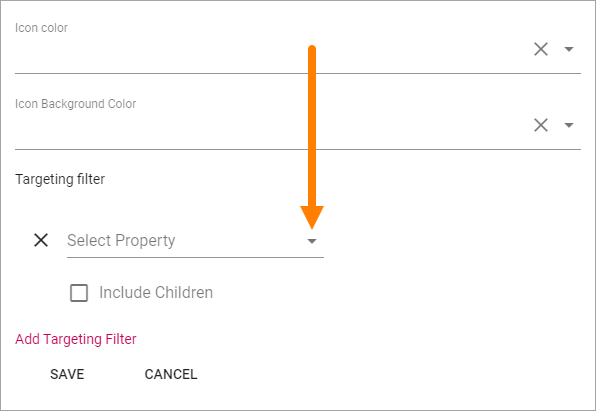 Icon color
Icon Background Color
Targeting filter
Select Property
Include Children
Add Targeting Filter
SAVE CANCEL